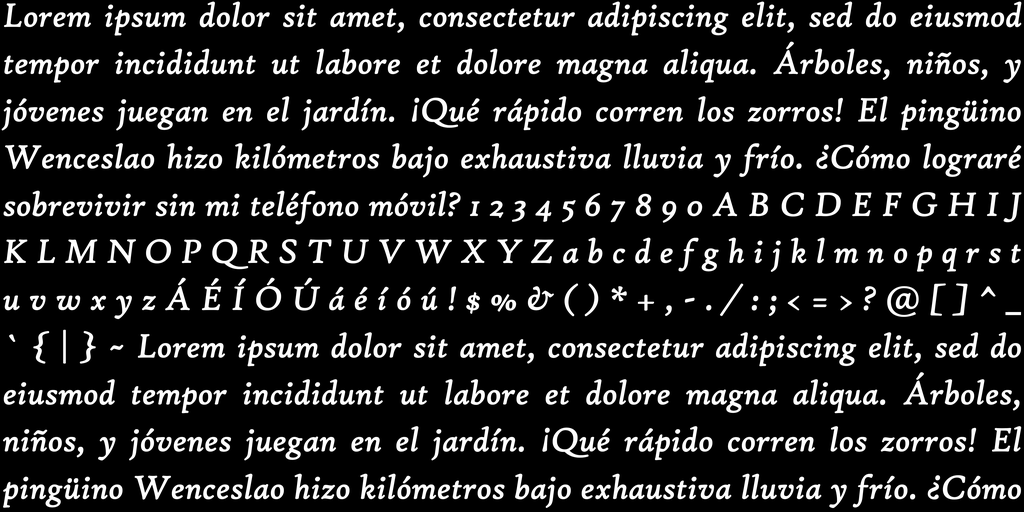 Lorem ipsum dolor sit amet, consectetur adipiscing elit, sed do eiusmod
tempor incididunt ut labore et dolore magna aliqua. Árboles, niños, y
jóvenes juegan en el jardín. ¡Qué rápido corren los zorros! El pingüino
Wenceslao hizo kilómetros bajo exhaustiva lluvia y frío. ¿Cómo lograré
sobrevivir sin mi teléfono móvil? 1 2 3 4 5 6 7 8 9 0 A B C D E F G H I J
K L M N O P Q R S T U V W X Y Z a b c d e f g h i j k l m n o p q r s t
u v w x y z Á É Í Ó Ú á é í ó ú ! $ % & ( ) * + , - . / : ; < = > ? @ [ ] ^ _
` { | } ~ Lorem ipsum dolor sit amet, consectetur adipiscing elit, sed do
eiusmod tempor incididunt ut labore et dolore magna aliqua. Árboles,
niños, y jóvenes juegan en el jardín. ¡Qué rápido corren los zorros! El
pingüino Wenceslao hizo kilómetros bajo exhaustiva lluvia y frío. ¿Cómo